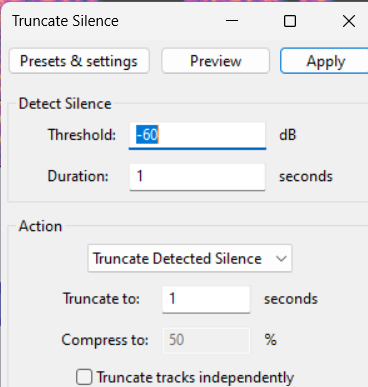 Truncate Silence
Presets & settings Preview Apply
Detect Silence
Threshold: -60 dB
Duration: 1 seconds
Action
Truncate Detected Silence
Truncate to: 1 seconds
Compress to: 50 %
Truncate tracks independently